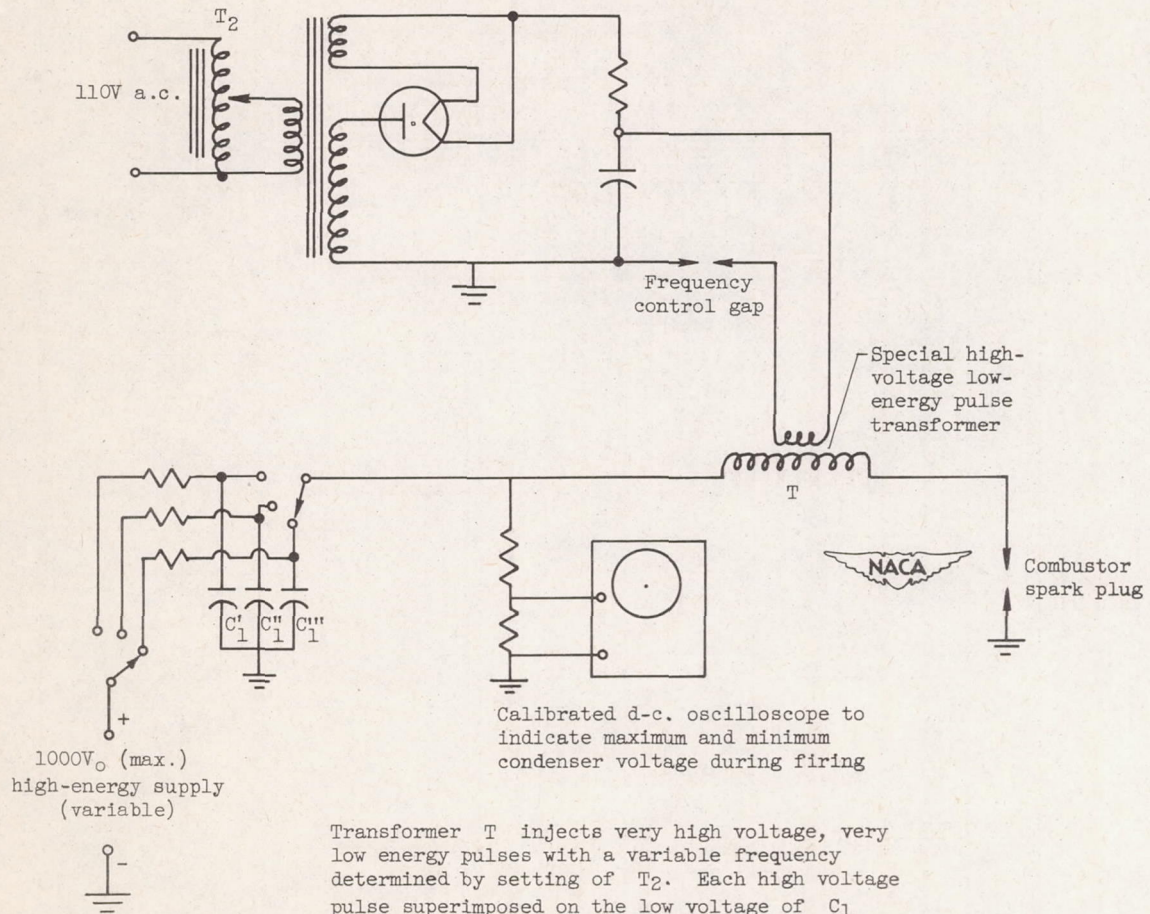 T2
110V a.c.
Frequency
control gap
Special high-
voltage low-
energy pulse
transformer
T
C'1 C"1 C'''1
NACA
Combustor
spark plug
+
1000Vo (max.)
high-energy supply
(variable)
-
Calibrated d-c. oscilloscope to
indicate maximum and minimum
condenser voltage during firing
Transformer T injects very high voltage, very
low energy pulses with a variable frequency
determined by setting of T2. Each high voltage
pulse superimposed on the low voltage of C1